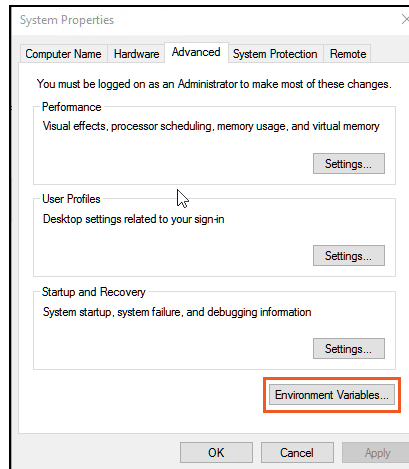 System Properties
Computer Name Hardware Advanced System Protection Remote
You must be logged on as an Administrator to make most of these changes.
Performance
Visual effects, processor scheduling, memory usage, and virtual memory
Settings...
User Profiles
Desktop settings related to your sign-in
Settings...
Startup and Recovery
System startup, system failure, and debugging information
Settings...
Environment Variables...
OK Cancel Apply